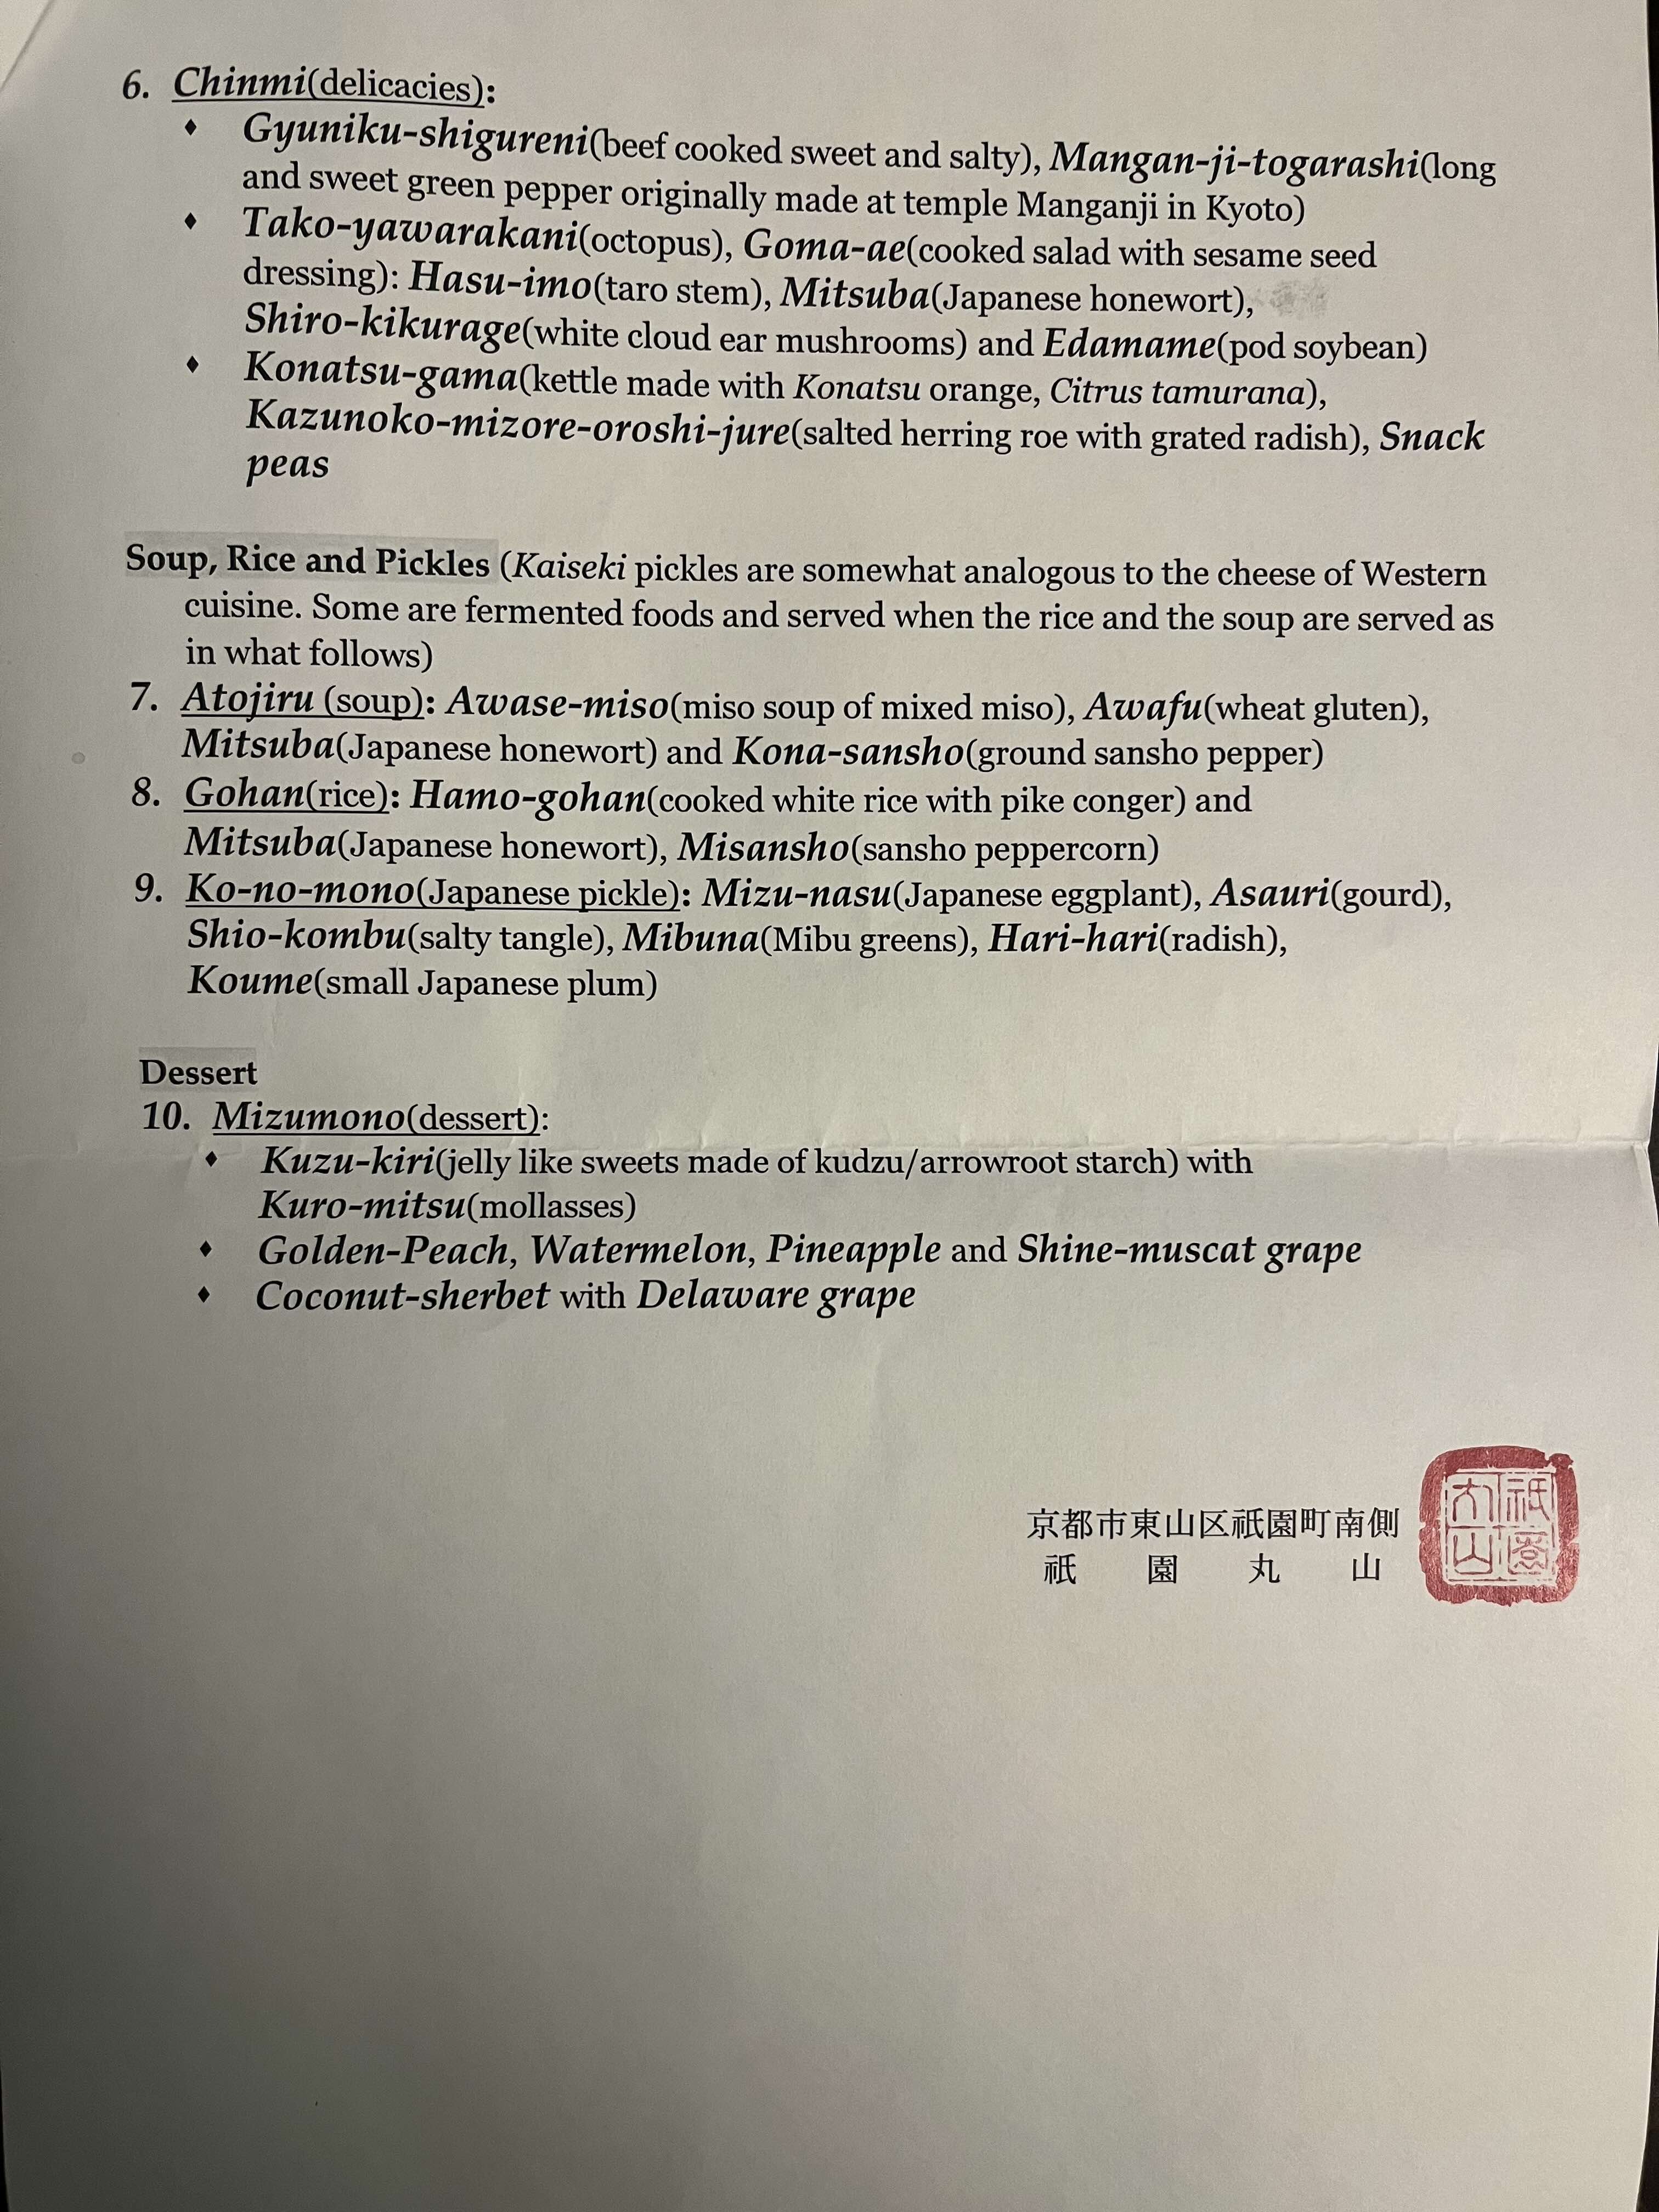 6. Chinmi(delicacies):
♦ Gyuniku-shigureni(beef cooked sweet and salty), Mangan-ji-togarashi(long
and sweet green pepper originally made at temple Manganji in Kyoto)
♦ Tako-yawarakani(octopus), Goma-ae(cooked salad with sesame seed
dressing): Hasu-imo(taro stem), Mitsuba(Japanese honewort),
Shiro-kikurage(white cloud ear mushrooms) and Edamame(pod soybean)
♦ Konatsu-gama(kettle made with Konatsu orange, Citrus tamurana),
Kazunoko-mizore-oroshi-jure(salted herring roe with grated radish), Snack
peas
Soup, Rice and Pickles (Kaiseki pickles are somewhat analogous to the cheese of Western
cuisine. Some are fermented foods and served when the rice and the soup are served as
in what follows)
7. Atojiru (soup): Awase-miso(miso soup of mixed miso), Awafu(wheat gluten),
Mitsuba(Japanese honewort) and Kona-sansho(ground sansho pepper)
8. Gohan(rice): Hamo-gohan(cooked white rice with pike conger) and
Mitsuba(Japanese honewort), Misansho(sansho peppercorn)
9. Ko-no-mono(Japanese pickle): Mizu-nasu(Japanese eggplant), Asauri(gourd),
Shio-kombu(salty tangle), Mibuna(Mibu greens), Hari-hari(radish),
Koume(small Japanese plum)
Dessert
10. Mizumono(dessert):
♦ Kuzu-kiri(jelly like sweets made of kudzu/arrowroot starch) with
Kuro-mitsu(mollasses)
♦ Golden-Peach, Watermelon, Pineapple and Shine-muscat grape
♦ Coconut-sherbet with Delaware grape
京都市東山区祇園町南側
祇園丸山
祇園丸山